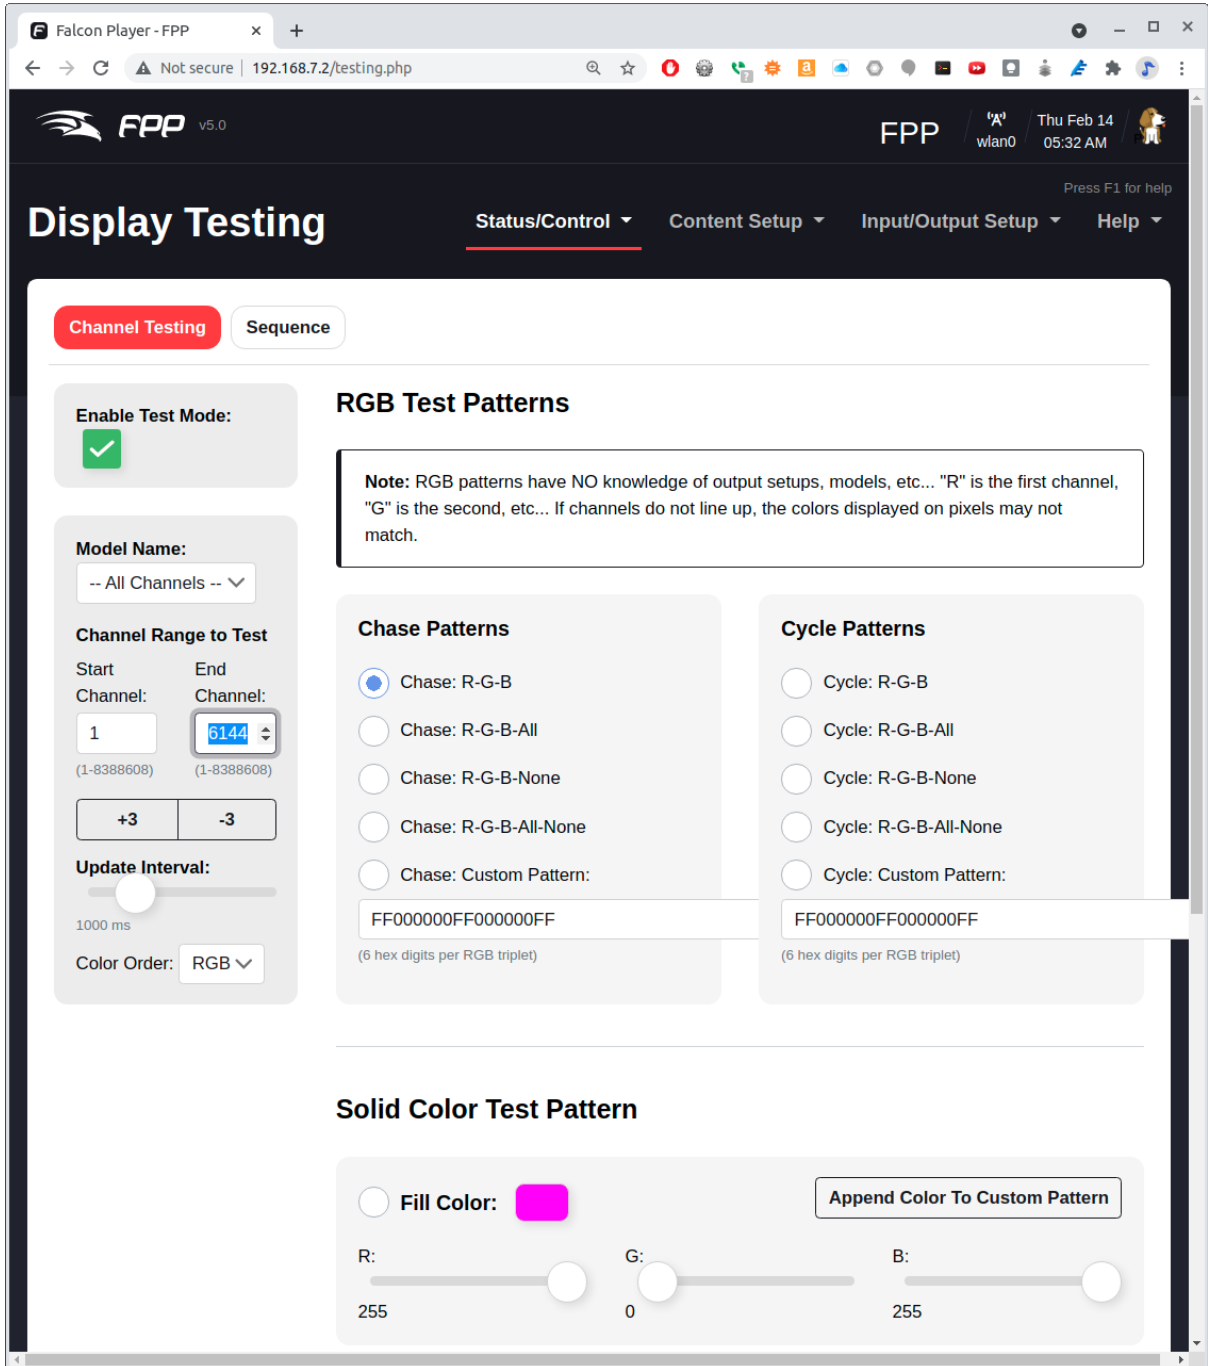 Falcon Player - FPP
Not secure | 192.168.7.2/testing.php
FPP v5.0
FPP
wlan0
Thu Feb 14
05:32 AM
Press F1 for help
Display Testing
Status/Control
Content Setup
Input/Output Setup
Help
Channel Testing
Sequence
Enable Test Mode:
Model Name:
-- All Channels --
Channel Range to Test
Start Channel:
End Channel:
1
6144
(1-8388608)
(1-8388608)
+3
-3
Update Interval:
1000 ms
Color Order: RGB
RGB Test Patterns
Note: RGB patterns have NO knowledge of output setups, models, etc... "R" is the first channel,
"G" is the second, etc... If channels do not line up, the colors displayed on pixels may not
match.
Chase Patterns
Chase: R-G-B
Chase: R-G-B-All
Chase: R-G-B-None
Chase: R-G-B-All-None
Chase: Custom Pattern:
FF000000FF000000FF
(6 hex digits per RGB triplet)
Cycle Patterns
Cycle: R-G-B
Cycle: R-G-B-All
Cycle: R-G-B-None
Cycle: R-G-B-All-None
Cycle: Custom Pattern:
FF000000FF000000FF
(6 hex digits per RGB triplet)
Solid Color Test Pattern
Fill Color:
Append Color To Custom Pattern
R:
255
G:
0
B:
255